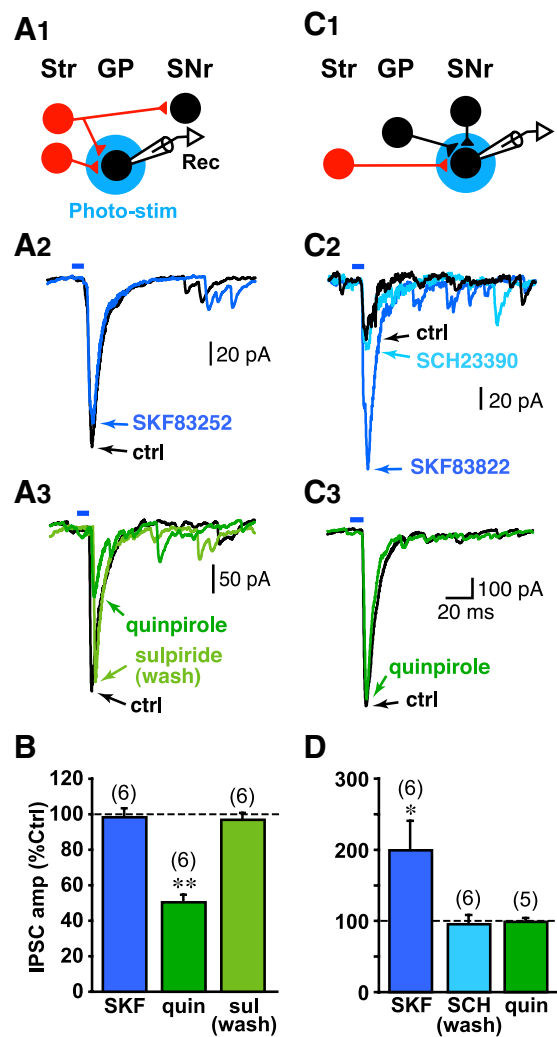 A1
Str GP SNr
Rec
Photo-stim
C1
Str GP SNr
A2
20 pA
SKF83252
ctrl
C2
ctrl
SCH23390
20 pA
SKF83822
A3
50 pA
quinpirole
sulpiride
(wash)
ctrl
C3
100 pA
20 ms
quinpirole
ctrl
B
IPSC amp (%Ctrl)
120
100
80
60
40
20
0
(6)
(6)
**
(6)
SKF quin sul
(wash)
D
300
200
100
0
(6)
*
(6)
(5)
SKF SCH quin
(wash)